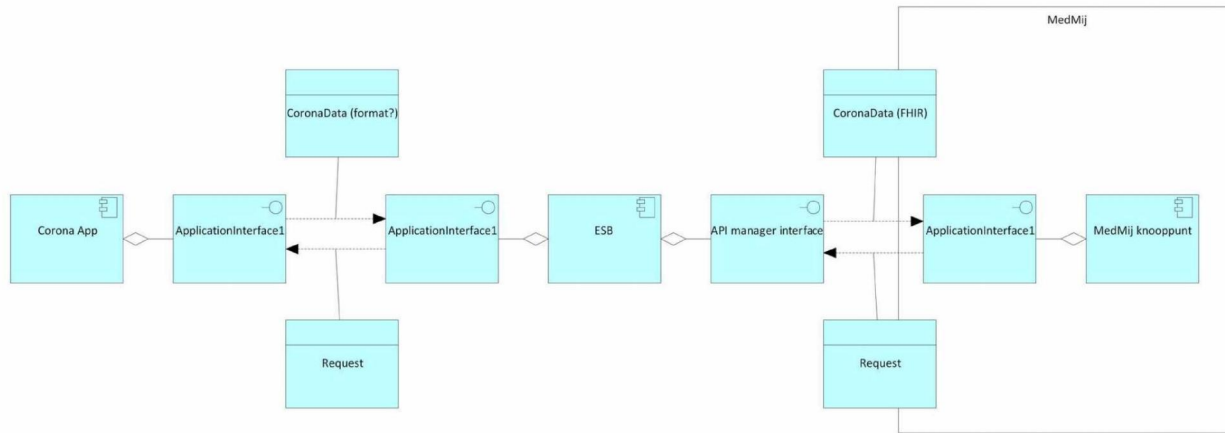 MedMij
CoronaData (format?)
CoronaData (FHIR)
Corona App
ApplicationInterface1
ApplicationInterface1
ESB
API manager interface
ApplicationInterface1
MedMij knooppunt
Request
Request